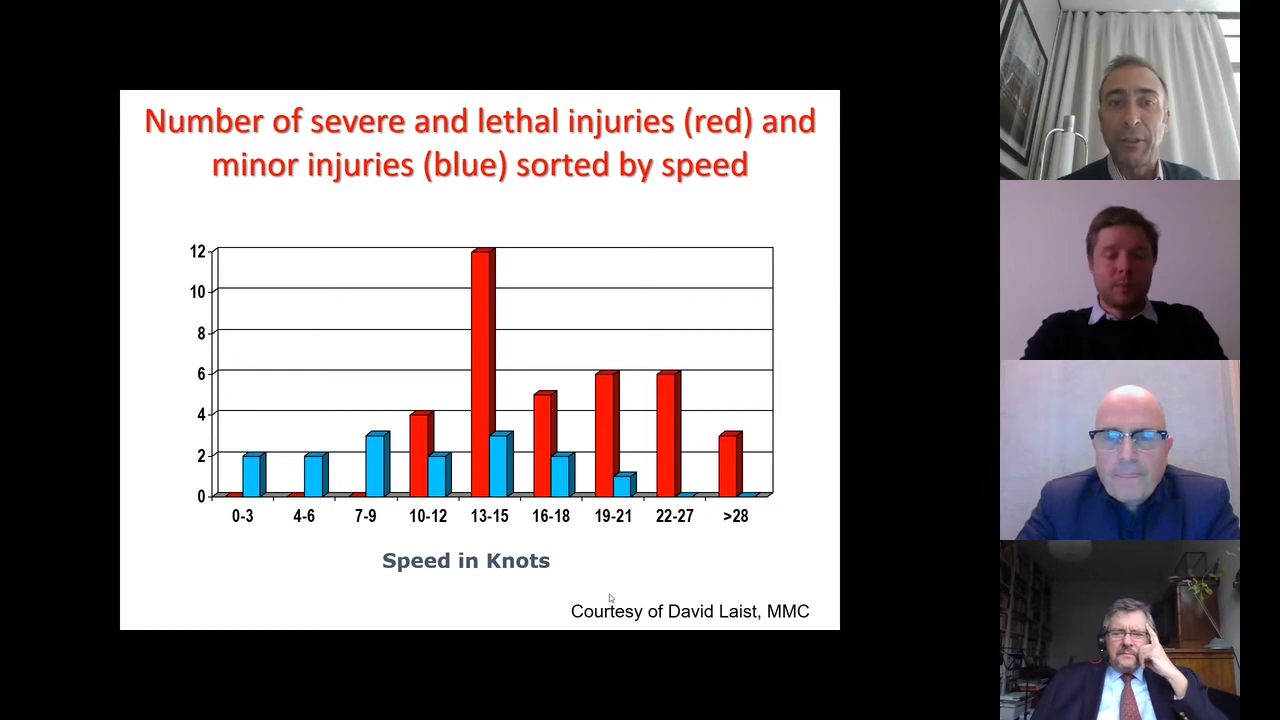 Number of severe and lethal injuries (red) and
minor injuries (blue) sorted by speed
12
10
8
6
4
2
0
0-3 4-6 7-9 10-12 13-15 16-18 19-21 22-27 >28
Speed in Knots
Courtesy of David Laist, MMC